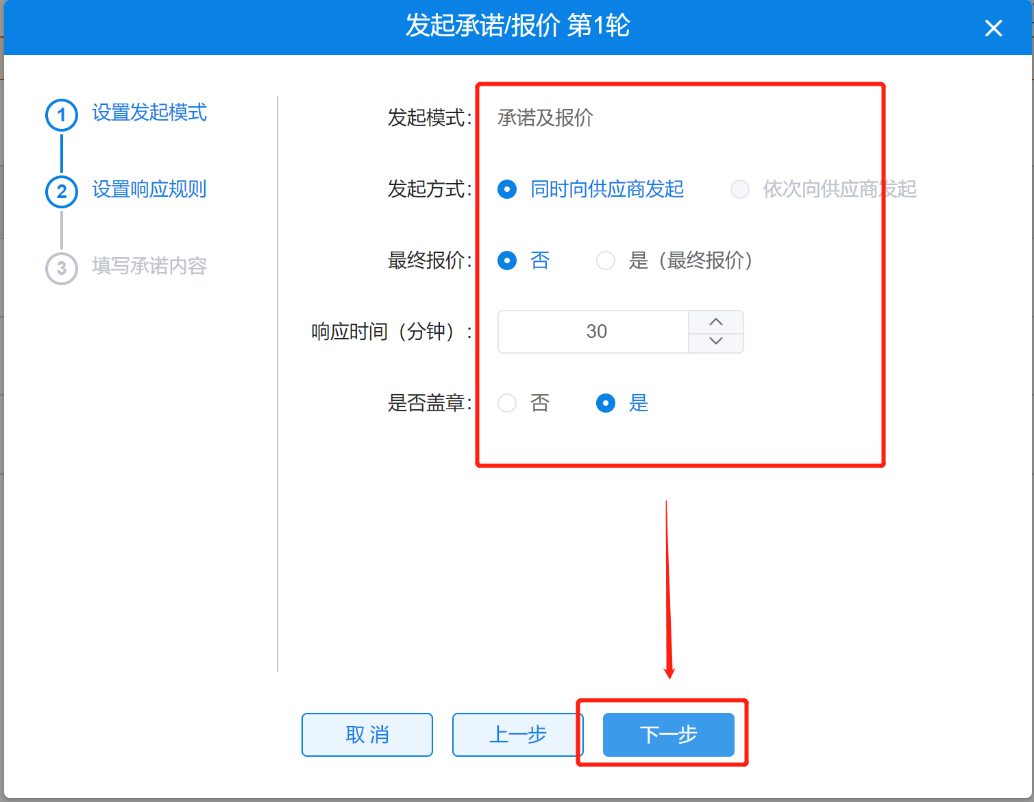 发起承诺/报价 第1轮
1 设置发起模式
2 设置响应规则
3 填写承诺内容
发起模式: 承诺及报价
发起方式: 同时向供应商发起 依次向供应商发起
最终报价: 否 是（最终报价）
响应时间（分钟）: 30
是否盖章: 否 是
取 消 上一步 下一步